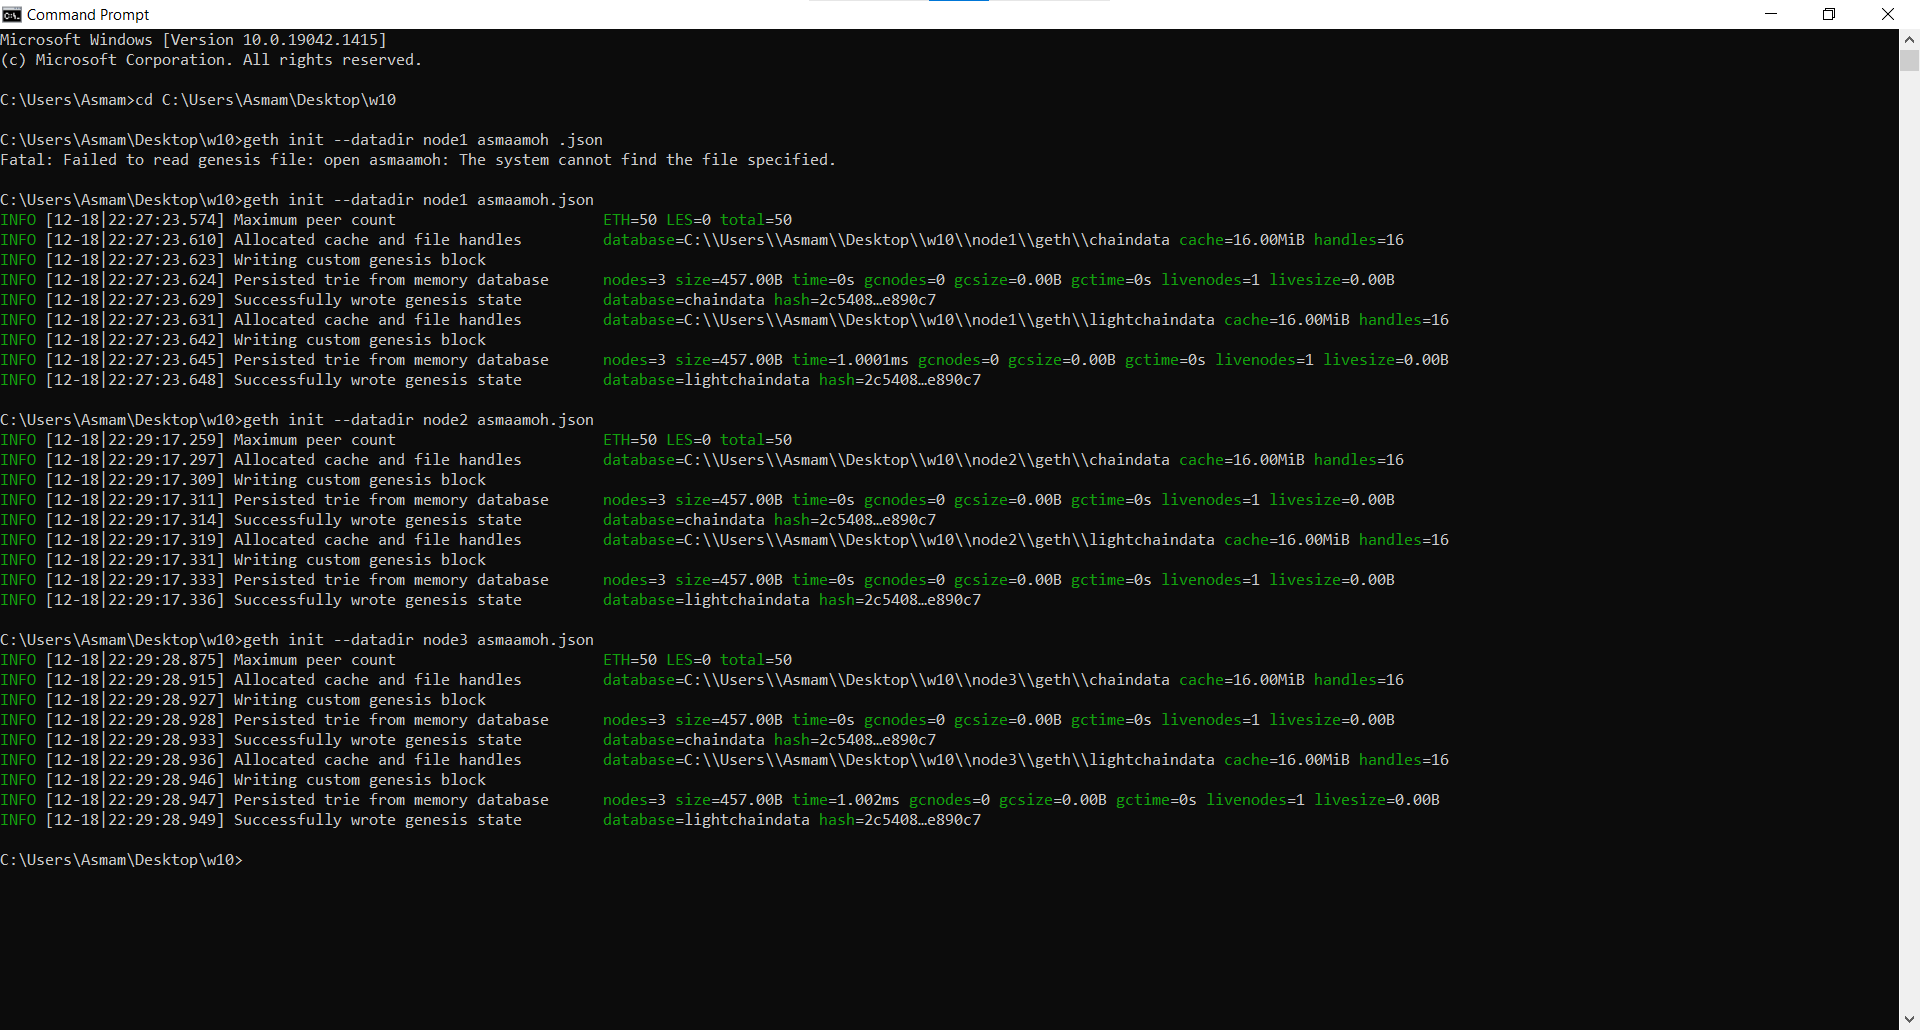 Command Prompt
Microsoft Windows [Version 10.0.19042.1415]
(c) Microsoft Corporation. All rights reserved.
C:\Users\Asmam>cd C:\Users\Asmam\Desktop\w10
C:\Users\Asmam\Desktop\w10>geth init --datadir node1 asmaamoh .json
Fatal: Failed to read genesis file: open asmaamoh: The system cannot find the file specified.
C:\Users\Asmam\Desktop\w10>geth init --datadir node1 asmaamoh.json
INFO [12-18|22:27:23.574] Maximum peer count ETH=50 LES=0 total=50
INFO [12-18|22:27:23.610] Allocated cache and file handles database=C:\\Users\\Asmam\\Desktop\\w10\\node1\\geth\\chaindata cache=16.00MiB handles=16
INFO [12-18|22:27:23.623] Writing custom genesis block
INFO [12-18|22:27:23.624] Persisted trie from memory database nodes=3 size=457.00B time=0s gcnodes=0 gcsize=0.00B gctime=0s livenodes=1 livesize=0.00B
INFO [12-18|22:27:23.629] Successfully wrote genesis state database=chaindata hash=2c5408…e890c7
INFO [12-18|22:27:23.631] Allocated cache and file handles database=C:\\Users\\Asmam\\Desktop\\w10\\node1\\geth\\lightchaindata cache=16.00MiB handles=16
INFO [12-18|22:27:23.642] Writing custom genesis block
INFO [12-18|22:27:23.645] Persisted trie from memory database nodes=3 size=457.00B time=1.0001ms gcnodes=0 gcsize=0.00B gctime=0s livenodes=1 livesize=0.00B
INFO [12-18|22:27:23.648] Successfully wrote genesis state database=lightchaindata hash=2c5408…e890c7
C:\Users\Asmam\Desktop\w10>geth init --datadir node2 asmaamoh.json
INFO [12-18|22:29:17.259] Maximum peer count ETH=50 LES=0 total=50
INFO [12-18|22:29:17.297] Allocated cache and file handles database=C:\\Users\\Asmam\\Desktop\\w10\\node2\\geth\\chaindata cache=16.00MiB handles=16
INFO [12-18|22:29:17.309] Writing custom genesis block
INFO [12-18|22:29:17.311] Persisted trie from memory database nodes=3 size=457.00B time=0s gcnodes=0 gcsize=0.00B gctime=0s livenodes=1 livesize=0.00B
INFO [12-18|22:29:17.314] Successfully wrote genesis state database=chaindata hash=2c5408…e890c7
INFO [12-18|22:29:17.319] Allocated cache and file handles database=C:\\Users\\Asmam\\Desktop\\w10\\node2\\geth\\lightchaindata cache=16.00MiB handles=16
INFO [12-18|22:29:17.331] Writing custom genesis block
INFO [12-18|22:29:17.333] Persisted trie from memory database nodes=3 size=457.00B time=0s gcnodes=0 gcsize=0.00B gctime=0s livenodes=1 livesize=0.00B
INFO [12-18|22:29:17.336] Successfully wrote genesis state database=lightchaindata hash=2c5408…e890c7
C:\Users\Asmam\Desktop\w10>geth init --datadir node3 asmaamoh.json
INFO [12-18|22:29:28.875] Maximum peer count ETH=50 LES=0 total=50
INFO [12-18|22:29:28.915] Allocated cache and file handles database=C:\\Users\\Asmam\\Desktop\\w10\\node3\\geth\\chaindata cache=16.00MiB handles=16
INFO [12-18|22:29:28.927] Writing custom genesis block
INFO [12-18|22:29:28.928] Persisted trie from memory database nodes=3 size=457.00B time=0s gcnodes=0 gcsize=0.00B gctime=0s livenodes=1 livesize=0.00B
INFO [12-18|22:29:28.933] Successfully wrote genesis state database=chaindata hash=2c5408…e890c7
INFO [12-18|22:29:28.936] Allocated cache and file handles database=C:\\Users\\Asmam\\Desktop\\w10\\node3\\geth\\lightchaindata cache=16.00MiB handles=16
INFO [12-18|22:29:28.946] Writing custom genesis block
INFO [12-18|22:29:28.947] Persisted trie from memory database nodes=3 size=457.00B time=1.002ms gcnodes=0 gcsize=0.00B gctime=0s livenodes=1 livesize=0.00B
INFO [12-18|22:29:28.949] Successfully wrote genesis state database=lightchaindata hash=2c5408…e890c7
C:\Users\Asmam\Desktop\w10>